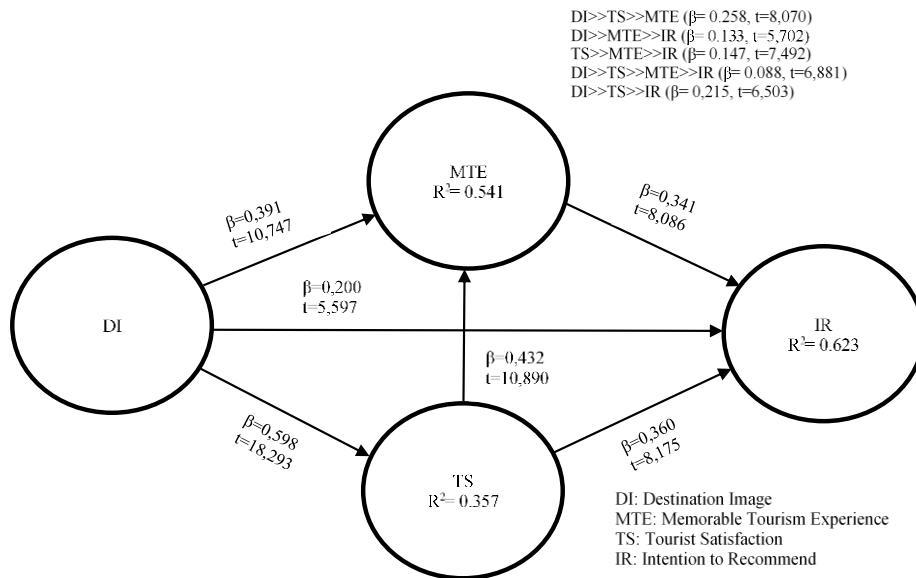 DI>>TS>>MTE (β= 0.258, t=8,070)
DI>>MTE>>IR (β= 0.133, t=5,702)
TS>>MTE>>IR (β= 0.147, t=7,492)
DI>>TS>>MTE>>IR (β= 0.088, t=6,881)
DI>>TS>>IR (β= 0,215, t=6,503)
MTE
R²= 0.541
β=0,391
t=10,747
β=0,341
t=8,086
β=0,200
t=5,597
DI
IR
R²= 0.623
β=0,432
t=10,890
β=0,598
t=18,293
β=0,360
t=8,175
TS
R²= 0.357
DI: Destination Image
MTE: Memorable Tourism Experience
TS: Tourist Satisfaction
IR: Intention to Recommend